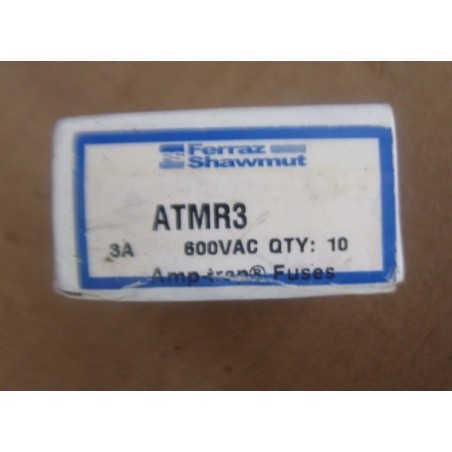 Ferraz
Shawmut
ATMR3
3A 600VAC QTY: 10
Amp-trap® Fuses